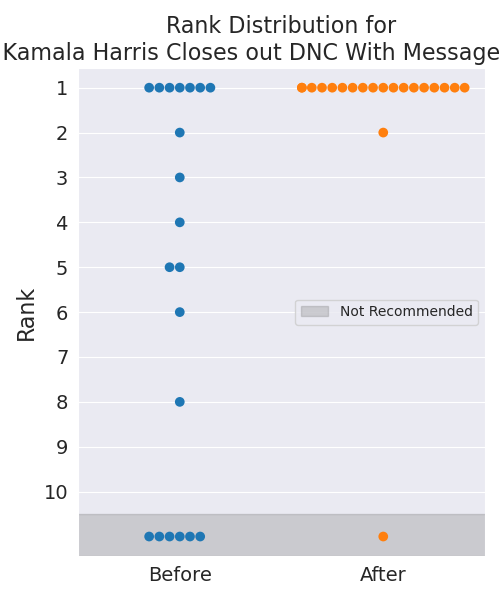 Rank Distribution for
Kamala Harris Closes out DNC With Message
1
2
3
4
5
6
7
8
9
10
Rank
Not Recommended
Before
After